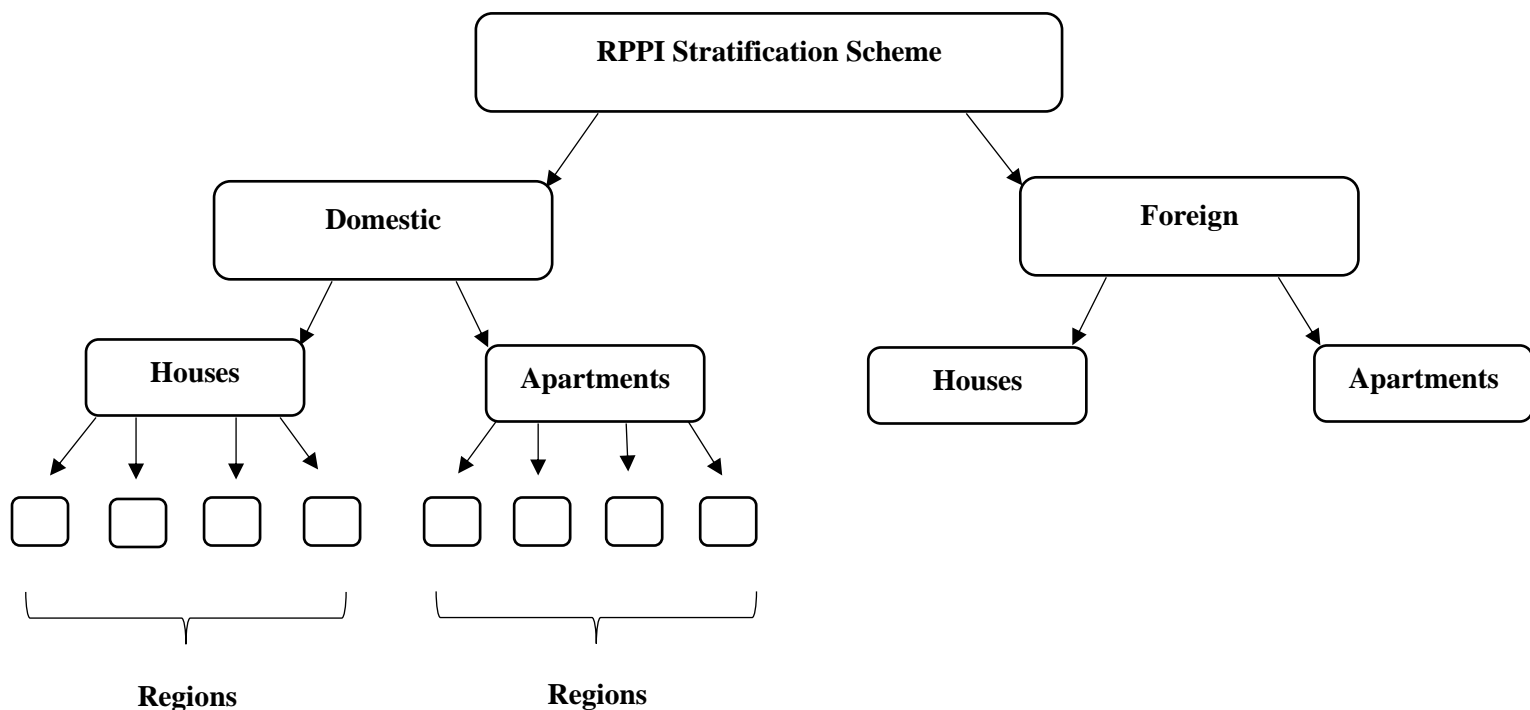 RPPI Stratification Scheme
Domestic
Foreign
Houses
Apartments
Houses
Apartments
Regions
Regions